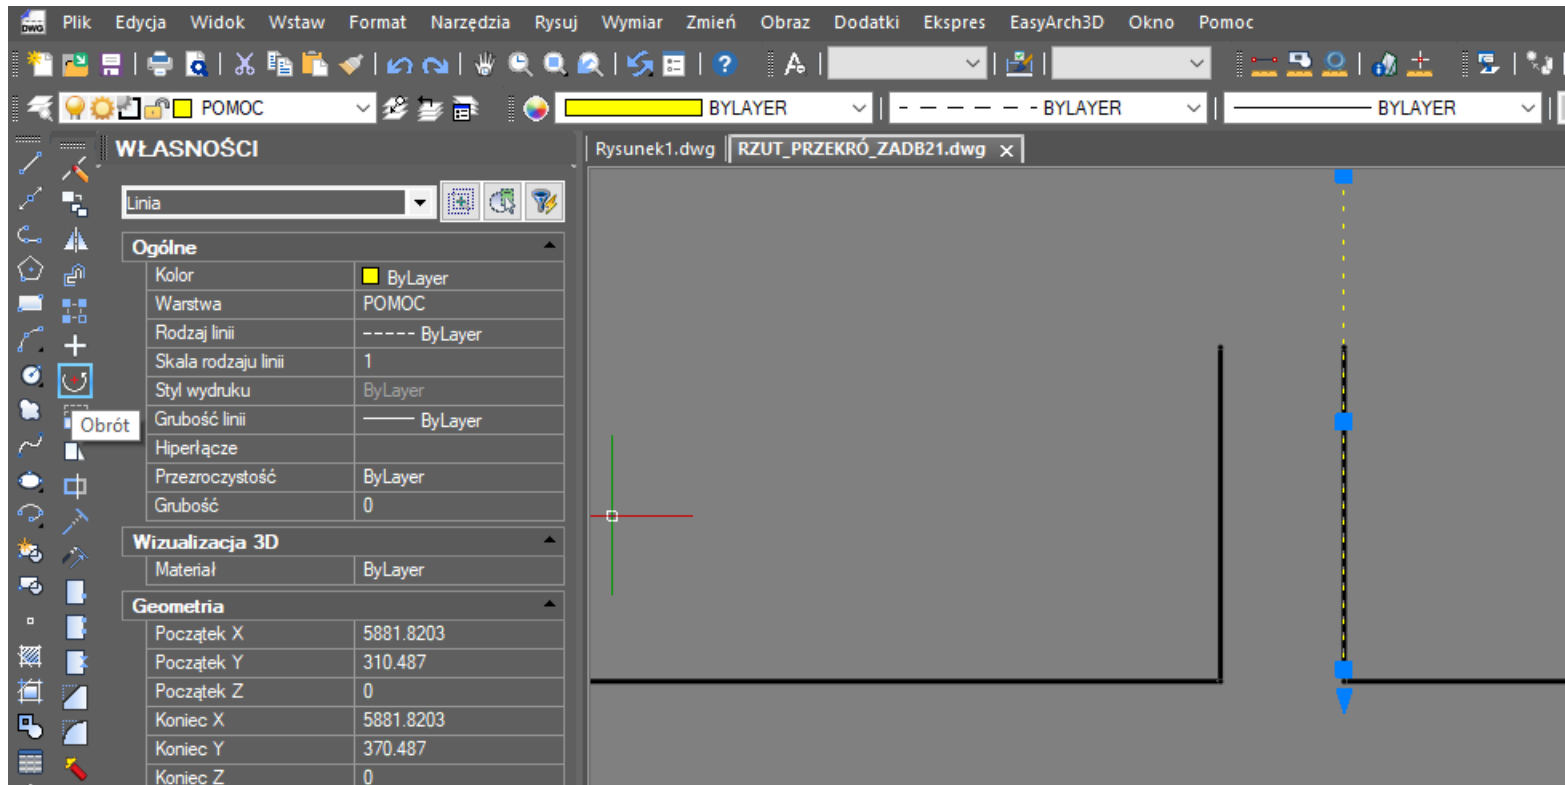 DWG Plik Edycja Widok Wstaw Format Narzędzia Rysuj Wymiar Zmień Obraz Dodatki Ekspres EasyArch3D Okno Pomoc
POMOC BYLAYER BYLAYER BYLAYER
WŁASNOŚCI
Rysunek1.dwg RZUT_PRZEKRÓ_ZADB21.dwg
Linia
Ogólne
Kolor ByLayer
Warstwa POMOC
Rodzaj linii ByLayer
Skala rodzaju linii 1
Styl wydruku ByLayer
Obrót
Grubość linii ByLayer
Hiperłącze
Przezroczystość ByLayer
Grubość 0
Wizualizacja 3D
Materiał ByLayer
Geometria
Początek X 5881.8203
Początek Y 310.487
Początek Z 0
Koniec X 5881.8203
Koniec Y 370.487
Koniec Z 0